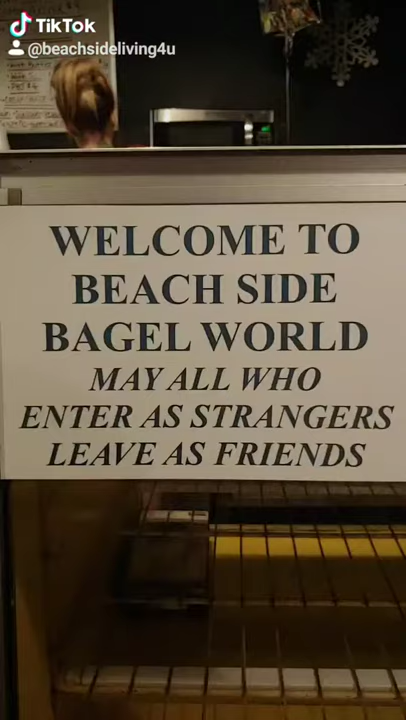 TikTok
@beachsideliving4u
WELCOME TO
BEACH SIDE
BAGEL WORLD
MAY ALL WHO
ENTER AS STRANGERS
LEAVE AS FRIENDS